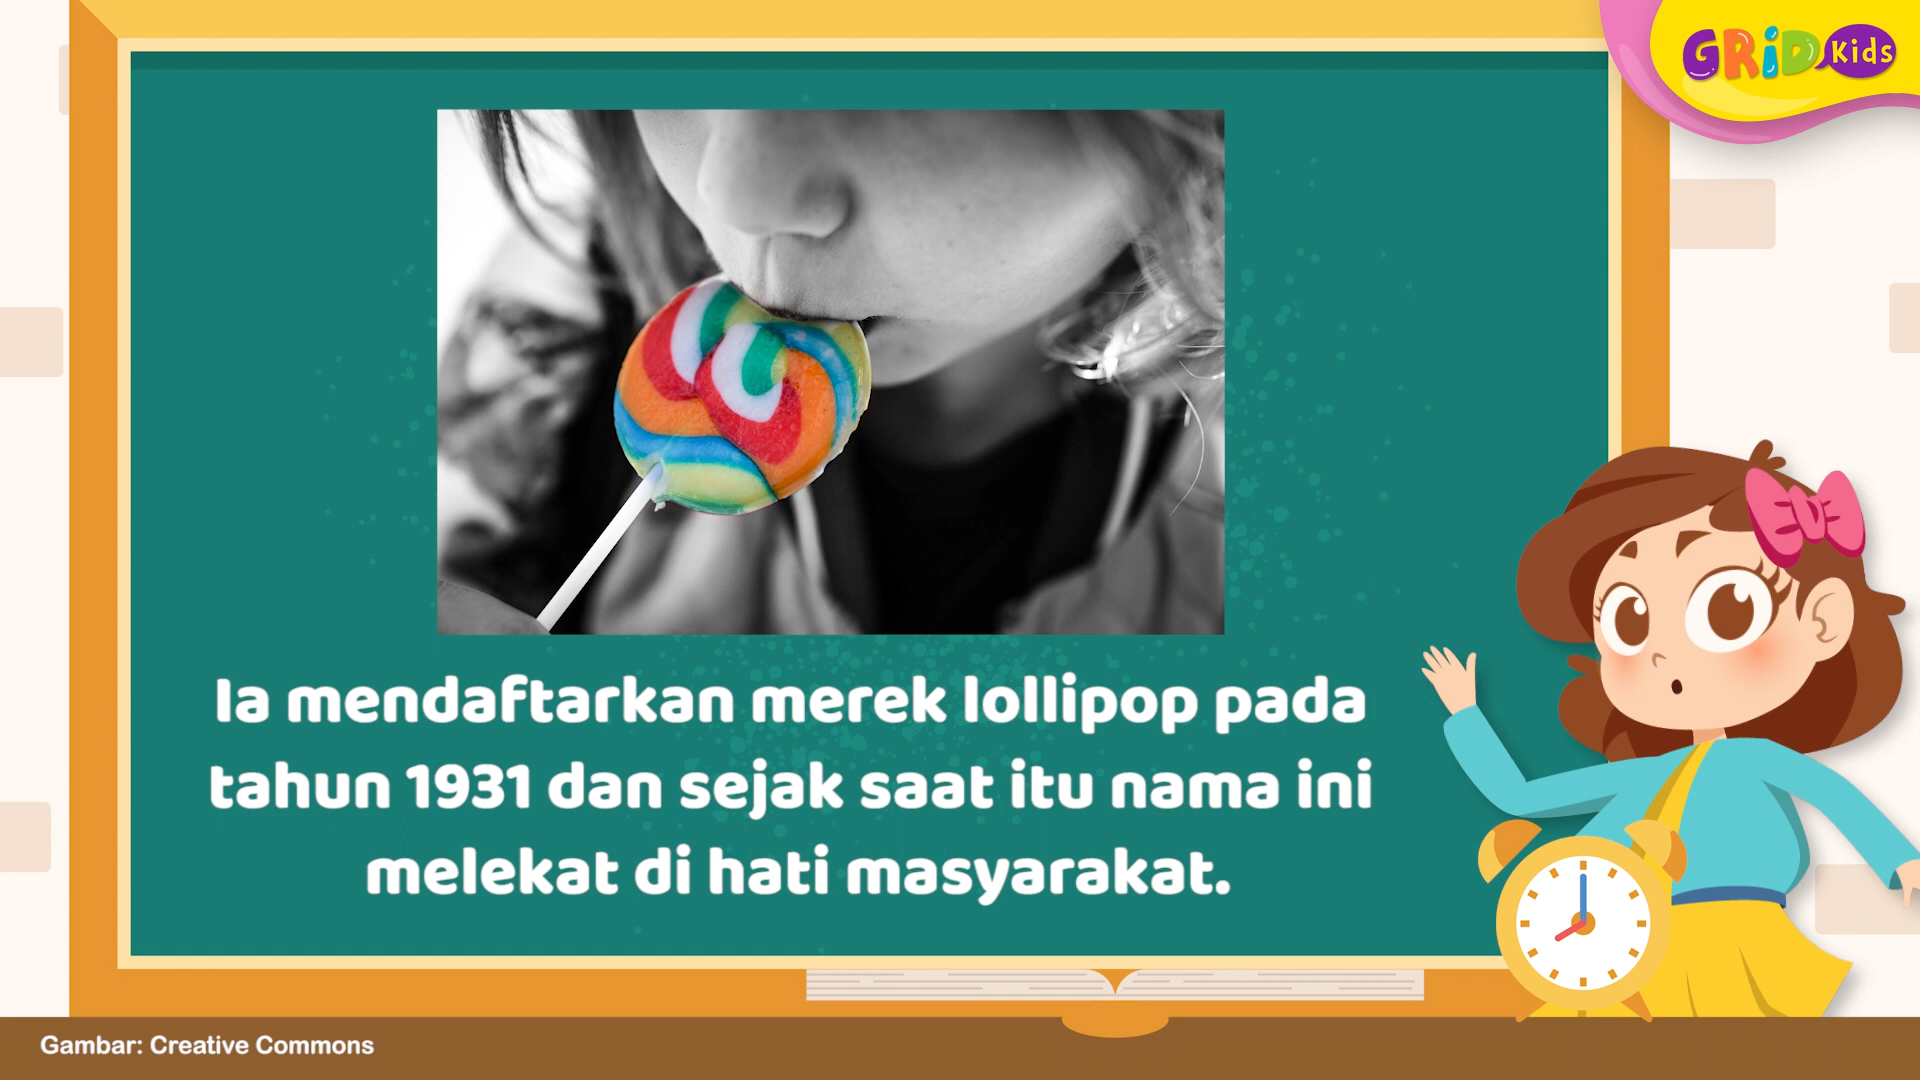 GRiD Kids
Ia mendaftarkan merek lollipop pada
tahun 1931 dan sejak saat itu nama ini
melekat di hati masyarakat.
Gambar: Creative Commons